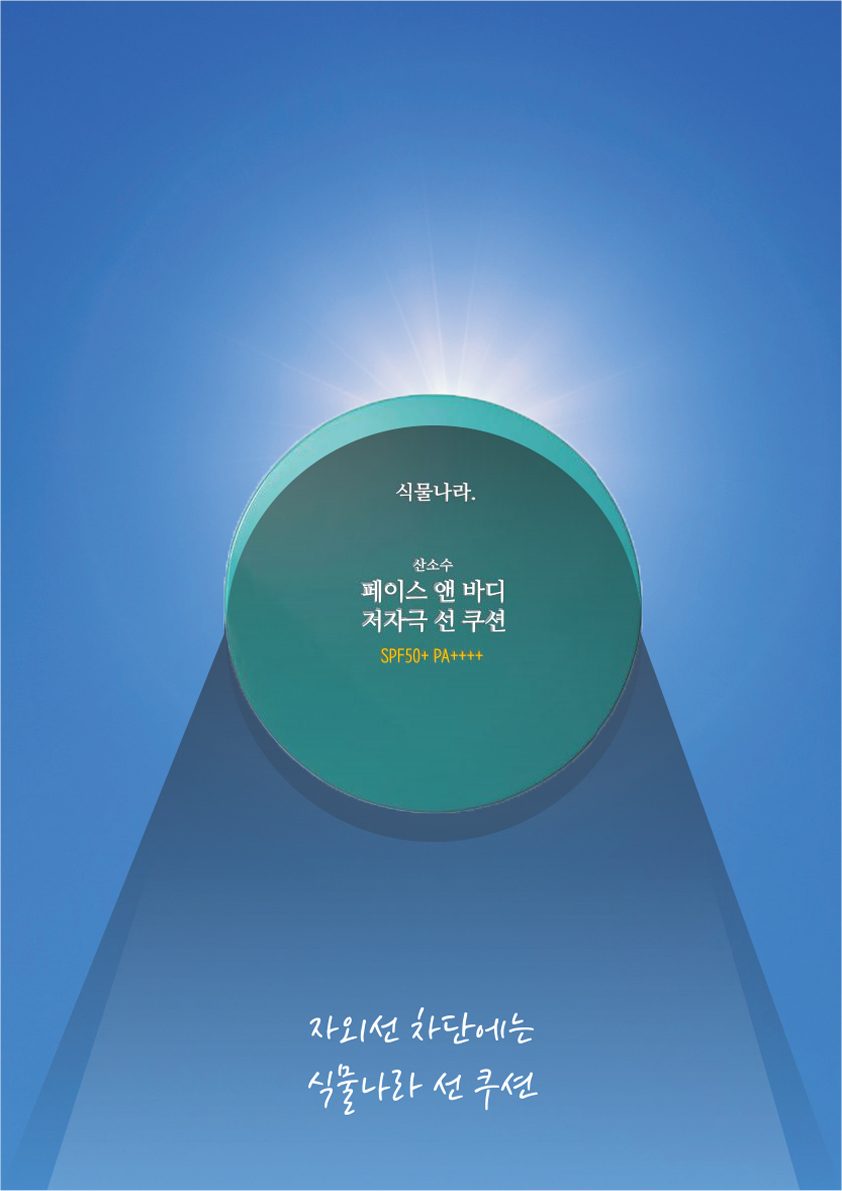 식물나라.
산소수
페이스 앤 바디
저자극 선 쿠션
SPF50+ PA++++
자외선 차단에는
식물나라 선 쿠션